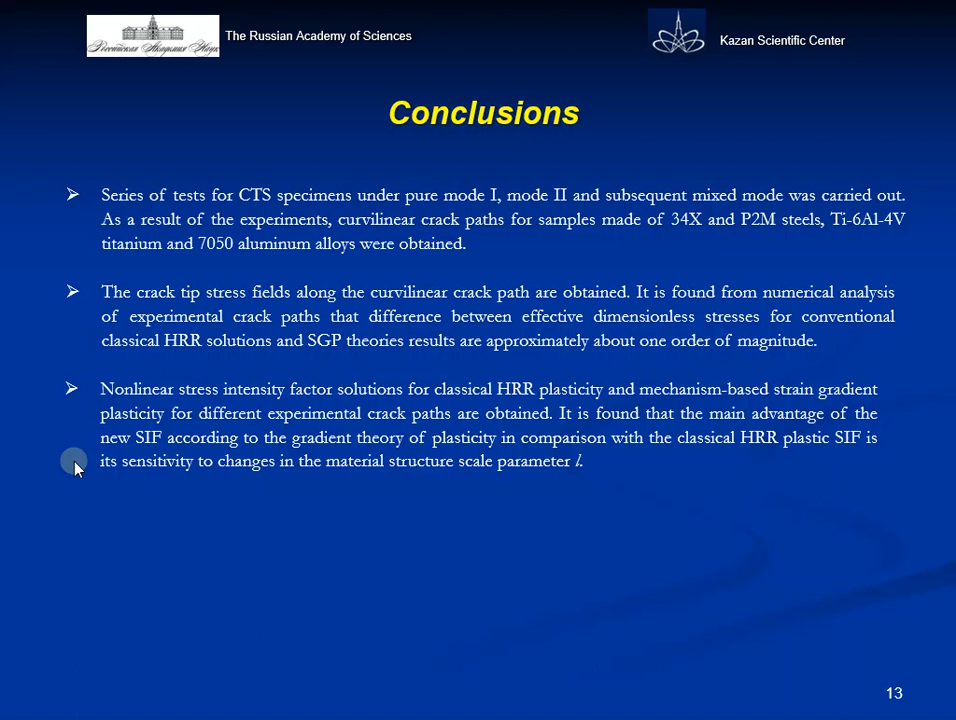 Российская Академия Наук
The Russian Academy of Sciences
Kazan Scientific Center
Conclusions
Series of tests for CTS specimens under pure mode I, mode II and subsequent mixed mode was carried out.
As a result of the experiments, curvilinear crack paths for samples made of 34X and P2M steels, Ti-6Al-4V
titanium and 7050 aluminum alloys were obtained.
The crack tip stress fields along the curvilinear crack path are obtained. It is found from numerical analysis
of experimental crack paths that difference between effective dimensionless stresses for conventional
classical HRR solutions and SGP theories results are approximately about one order of magnitude.
Nonlinear stress intensity factor solutions for classical HRR plasticity and mechanism-based strain gradient
plasticity for different experimental crack paths are obtained. It is found that the main advantage of the
new SIF according to the gradient theory of plasticity in comparison with the classical HRR plastic SIF is
its sensitivity to changes in the material structure scale parameter l.
13